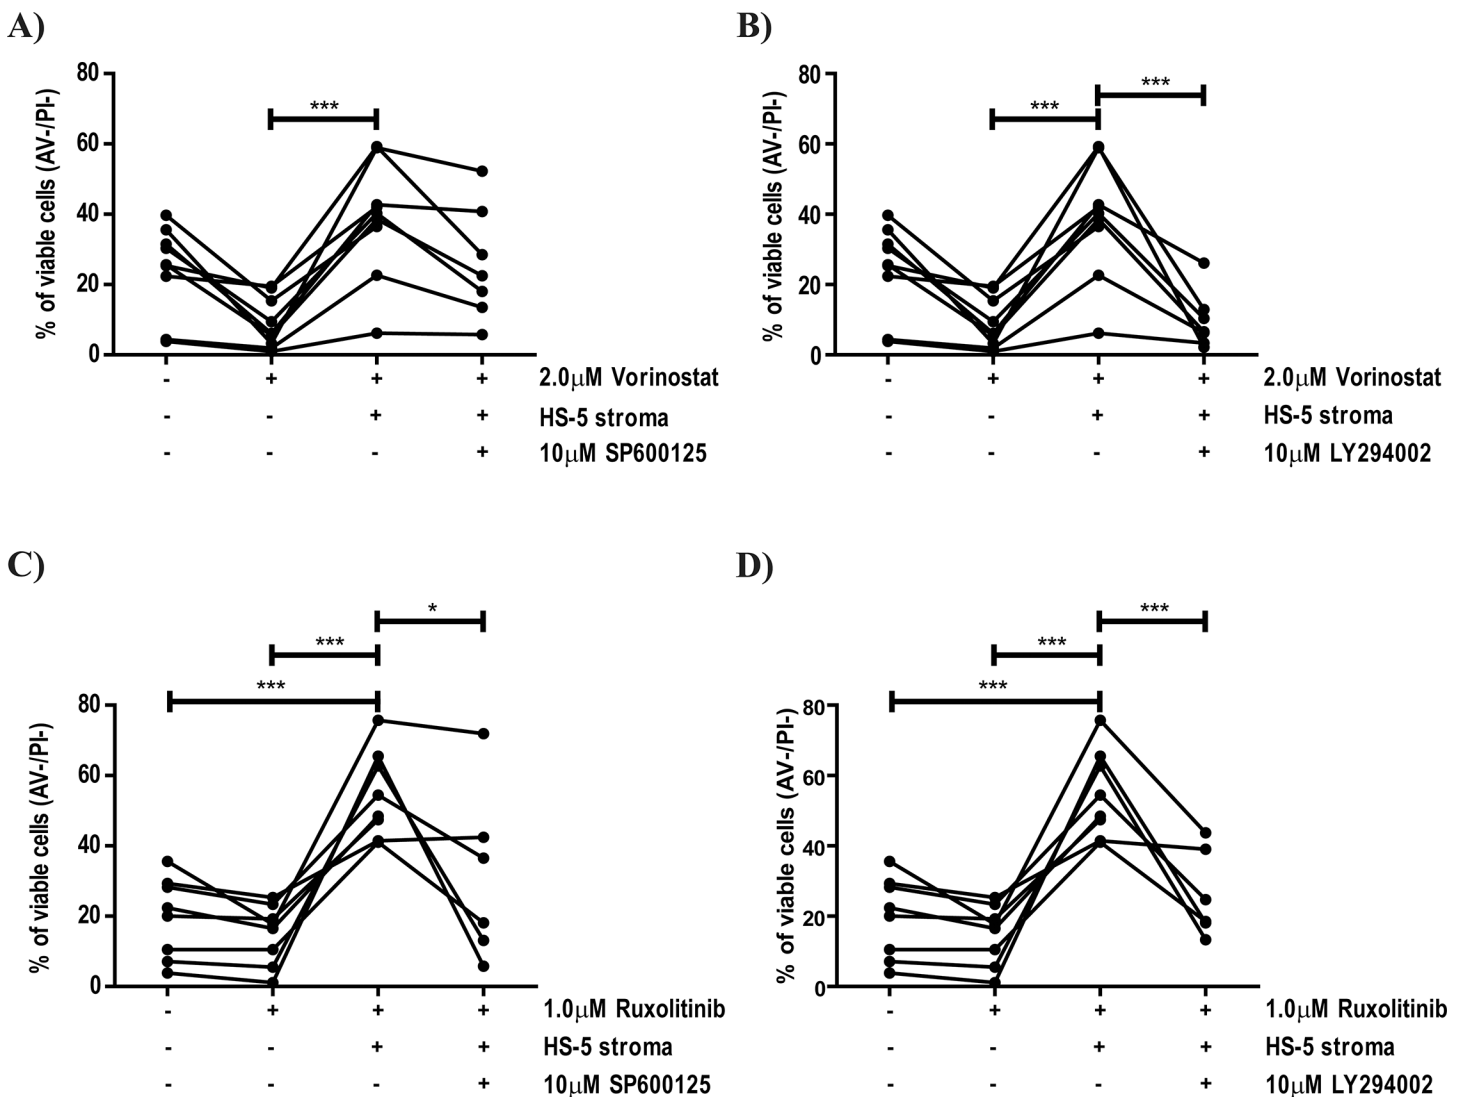 A)
% of viable cells (AV-/PI-)
80
60
40
20
0
***
- + + + 2.0μM Vorinostat
- - + + HS-5 stroma
- - - + 10μM SP600125
B)
% of viable cells (AV-/PI-)
80
60
40
20
0
***
***
- + + + 2.0μM Vorinostat
- - + + HS-5 stroma
- - - + 10μM LY294002
C)
% of viable cells (AV-/PI-)
80
60
40
20
0
*
***
***
- + + + 1.0μM Ruxolitinib
- - + + HS-5 stroma
- - - + 10μM SP600125
D)
% of viable cells (AV-/PI-)
80
60
40
20
0
***
***
***
- + + + 1.0μM Ruxolitinib
- - + + HS-5 stroma
- - - + 10μM LY294002